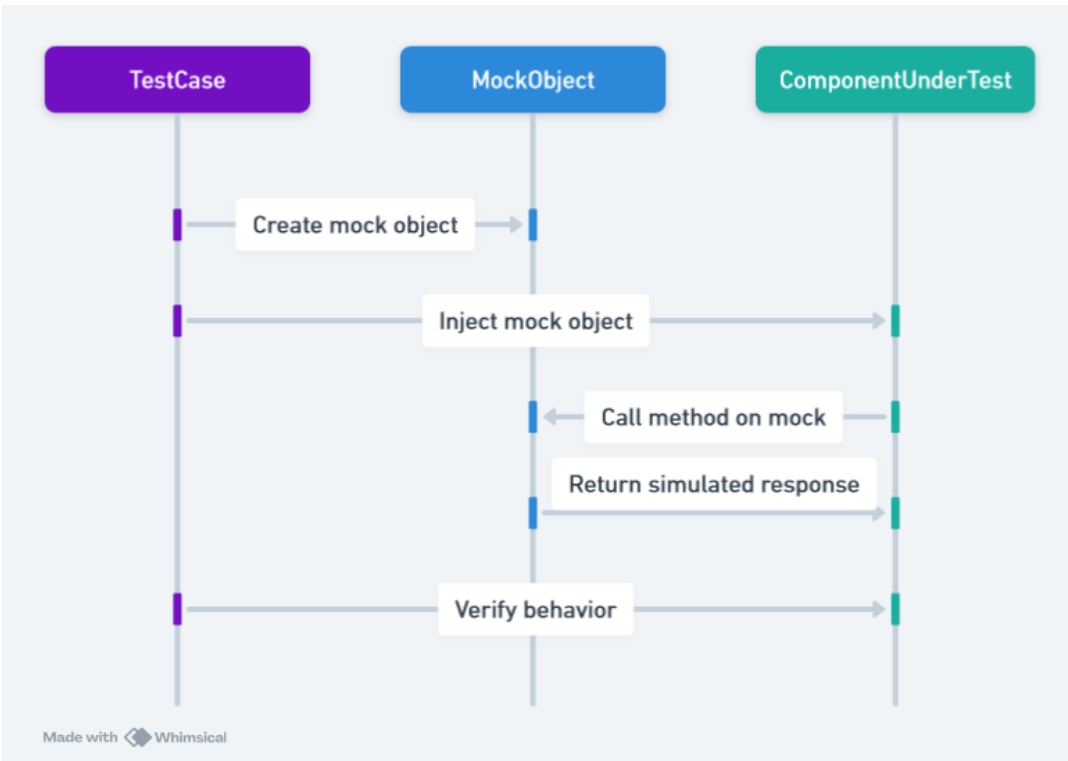 TestCase
MockObject
ComponentUnderTest
Create mock object
Inject mock object
Call method on mock
Return simulated response
Verify behavior
Made with Whimsical